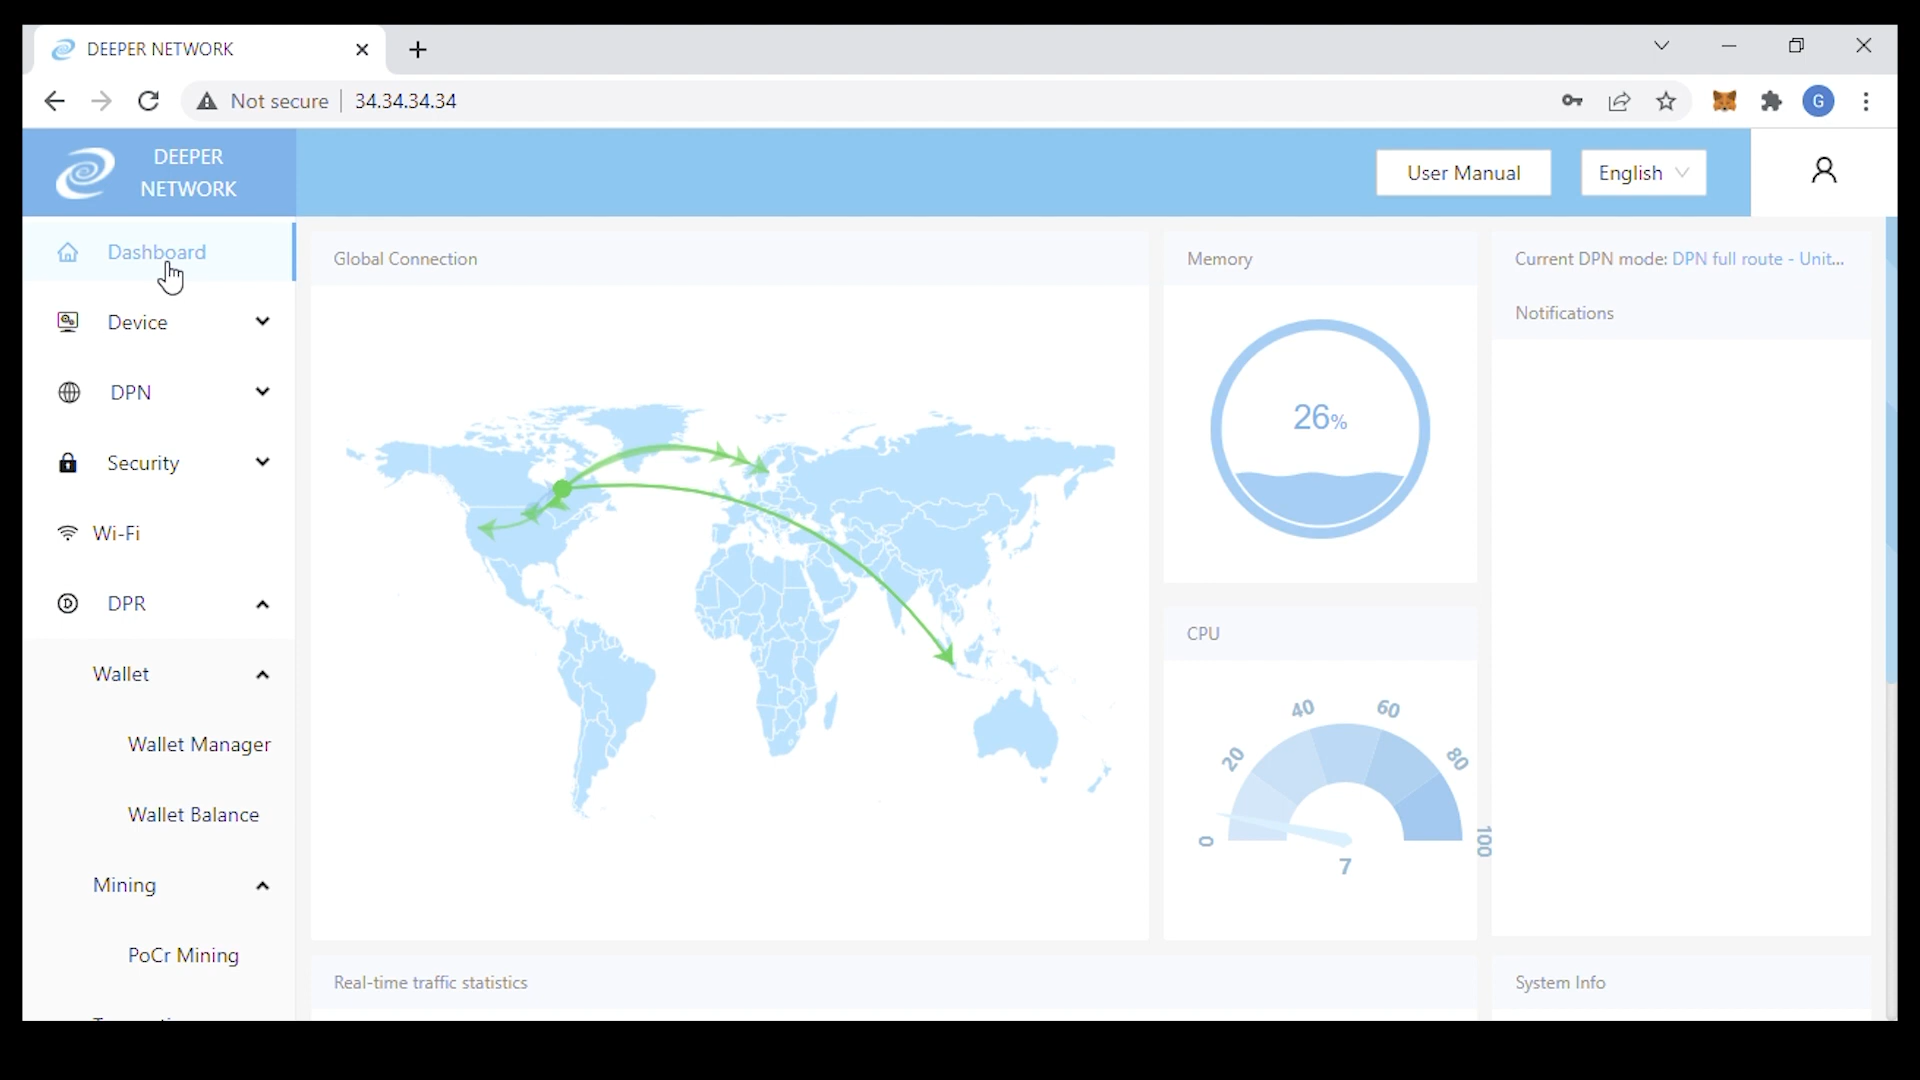 DEEPER NETWORK
Not secure
34.34.34.34
G
DEEPER
NETWORK
User Manual
English
Dashboard
Device
DPN
Security
Wi-Fi
DPR
Wallet
Wallet Manager
Wallet Balance
Mining
PoCr Mining
Global Connection
Memory
26%
CPU
0
20
40
60
80
100
7
Current DPN mode: DPN full route - Unit...
Notifications
Real-time traffic statistics
System Info